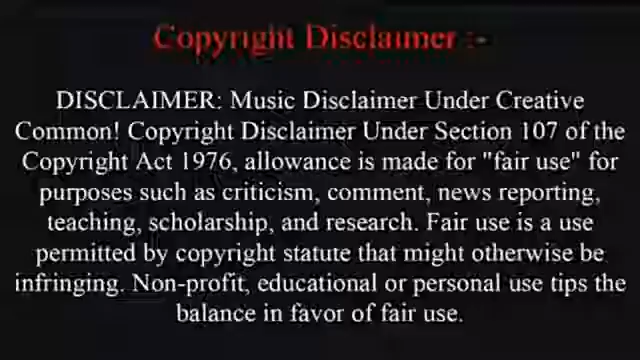 Copyright Disclaimer :-
DISCLAIMER: Music Disclaimer Under Creative
Common! Copyright Disclaimer Under Section 107 of the
Copyright Act 1976, allowance is made for "fair use" for
purposes such as criticism, comment, news reporting,
teaching, scholarship, and research. Fair use is a use
permitted by copyright statute that might otherwise be
infringing. Non-profit, educational or personal use tips the
balance in favor of fair use.